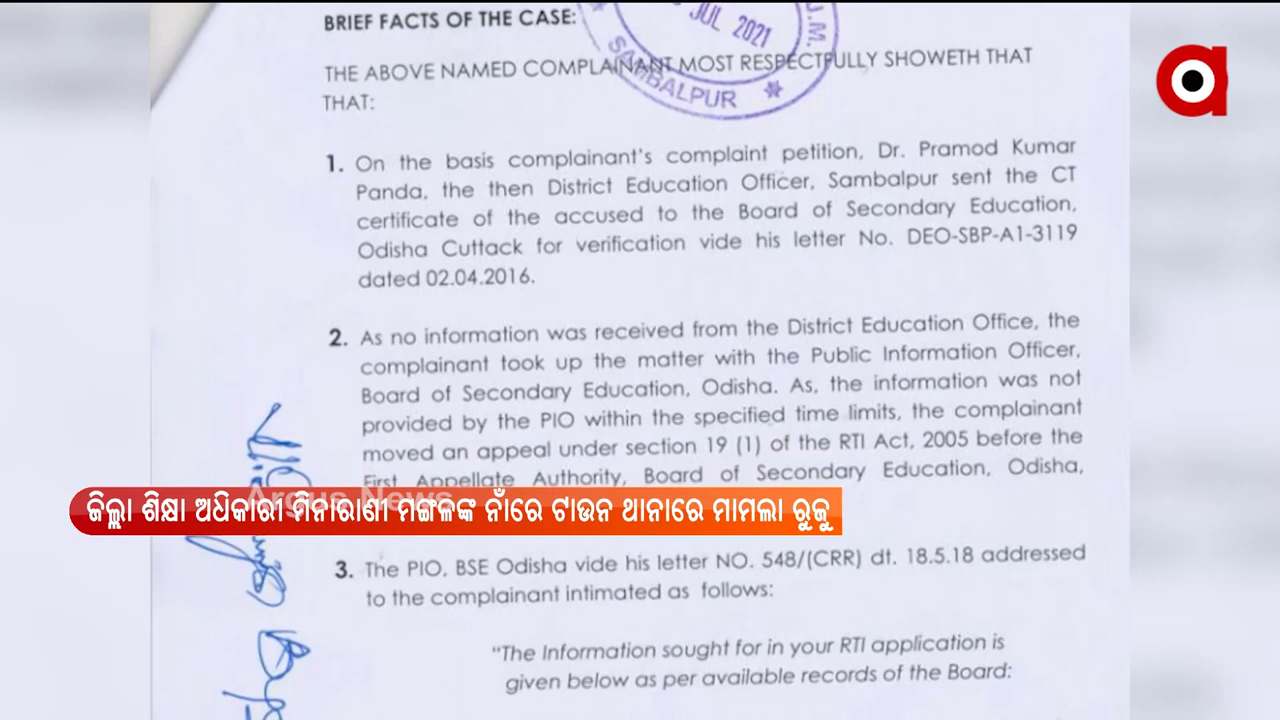 BRIEF FACTS OF THE CASE:
JUL 2021
J.M.
SAMBALPUR
THE ABOVE NAMED COMPLAINANT MOST RESPECTFULLY SHOWETH THAT
THAT:
1. On the basis complainant's complaint petition, Dr. Pramod Kumar
Panda, the then District Education Officer, Sambalpur sent the CT
certificate of the accused to the Board of Secondary Education,
Odisha Cuttack for verification vide his letter No. DEO-SBP-A1-3119
dated 02.04.2016.
2. As no information was received from the District Education Office, the
complainant took up the matter with the Public Information Officer,
Board of Secondary Education, Odisha. As, the information was not
provided by the PIO within the specified time limits, the complainant
moved an appeal under section 19 (1) of the RTI Act, 2005 before the
First Appellate Authority, Board of Secondary Education, Odisha,
Argus News
ଜିଲ୍ଲା ଶିକ୍ଷା ଅଧିକାରୀ ମିନାରାଣୀ ମଙ୍ଗଳଙ୍କ ନାଁରେ ଟାଉନ ଥାନାରେ ମାମଲା ରୁଜୁ
3. The PIO, BSE Odisha vide his letter NO. 548/(CRR) dt. 18.5.18 addressed
to the complainant intimated as follows:
"The Information sought for in your RTI application is
given below as per available records of the Board: